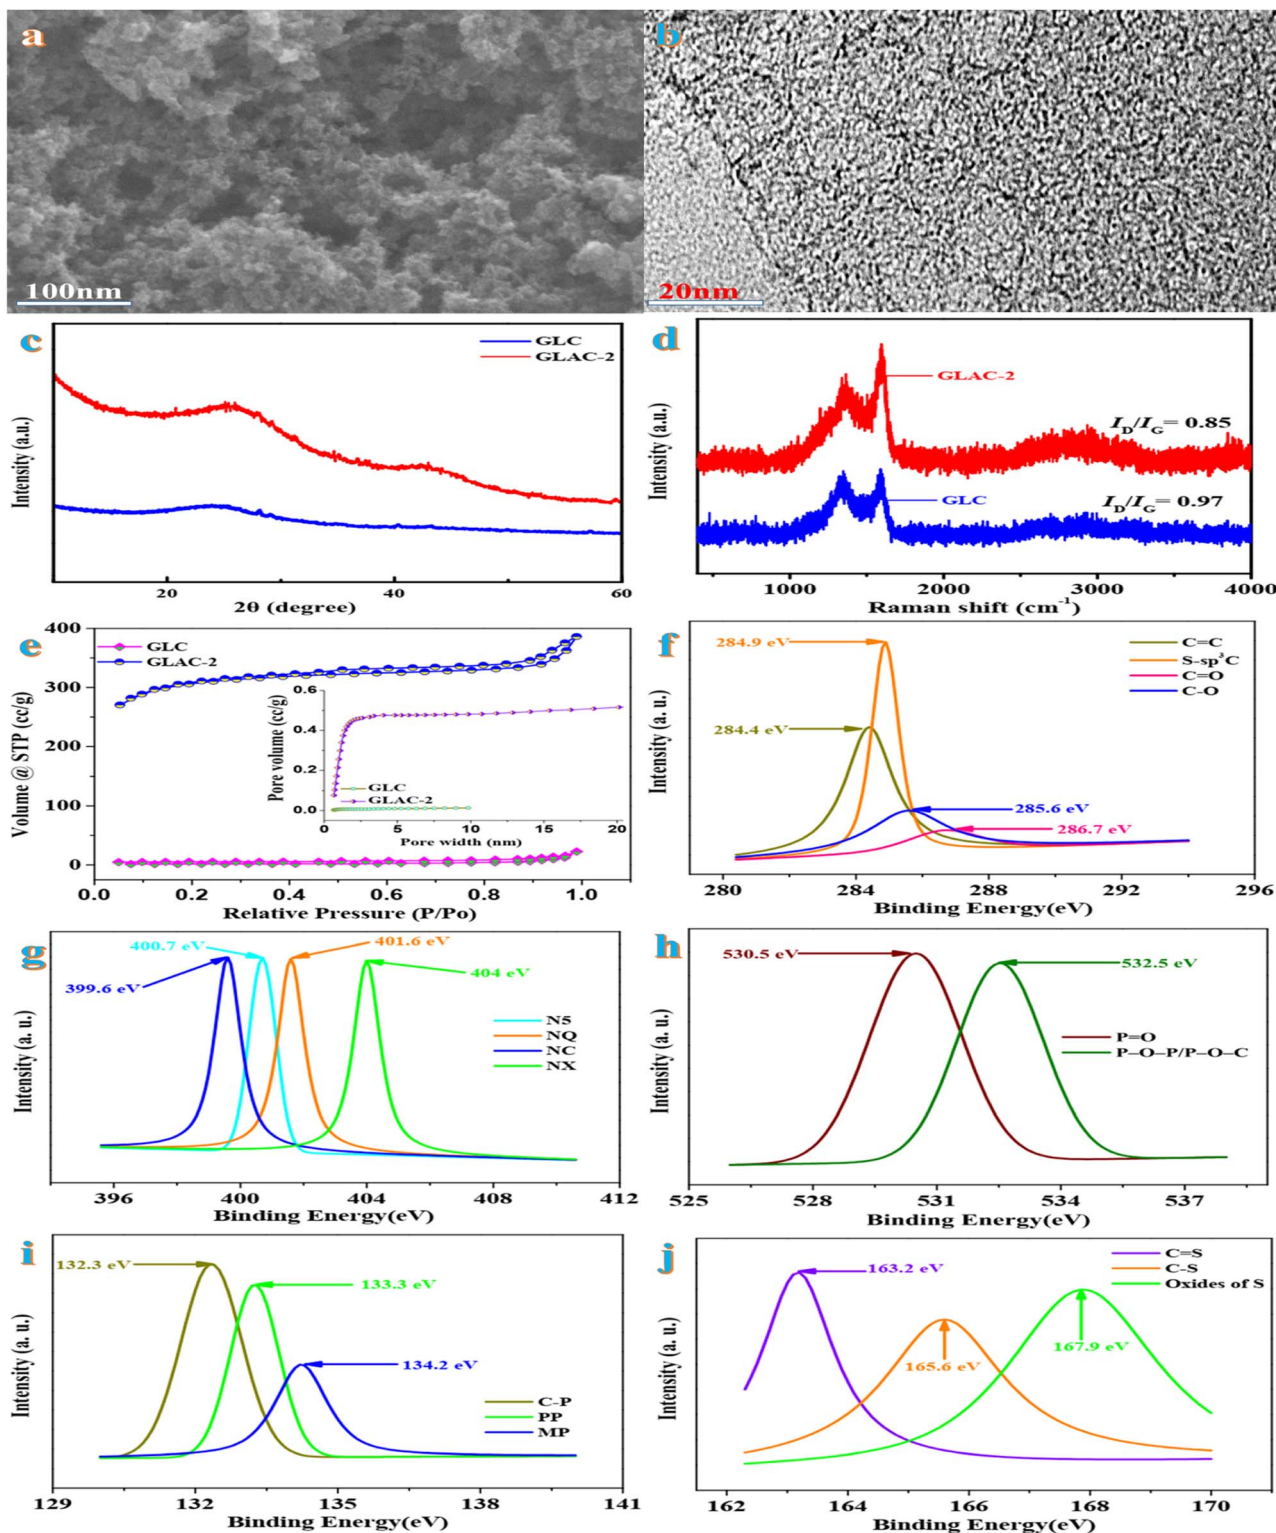 a
100nm
b
20nm
c
GLC
GLAC-2
Intensity (a.u.)
20
40
60
2θ (degree)
d
GLAC-2
I_D/I_G= 0.85
GLC
I_D/I_G= 0.97
Intensity (a.u.)
1000
2000
3000
4000
Raman shift (cm⁻¹)
e
GLC
GLAC-2
Volume @ STP (cc/g)
400
300
200
100
0
0.0
0.2
0.4
0.6
0.8
1.0
Relative Pressure (P/Po)
Pore volume (cc/g)
0.6
0.4
0.2
0.0
GLC
GLAC-2
0
5
10
15
20
Pore width (nm)
f
284.9 eV
284.4 eV
285.6 eV
286.7 eV
C=C
S-sp³C
C=O
C-O
Intensity (a. u.)
280
284
288
292
296
Binding Energy(eV)
g
400.7 eV
401.6 eV
399.6 eV
404 eV
N5
NQ
NC
NX
Intensity (a. u.)
396
400
404
408
412
Binding Energy(eV)
h
530.5 eV
532.5 eV
P=O
P–O–P/P–O–C
Intensity (a. u.)
525
528
531
534
537
Binding Energy(eV)
i
132.3 eV
133.3 eV
134.2 eV
C-P
PP
MP
Intensity (a. u.)
129
132
135
138
141
Binding Energy(eV)
j
163.2 eV
165.6 eV
167.9 eV
C=S
C-S
Oxides of S
Intensity (a. u.)
162
164
166
168
170
Binding Energy(eV)